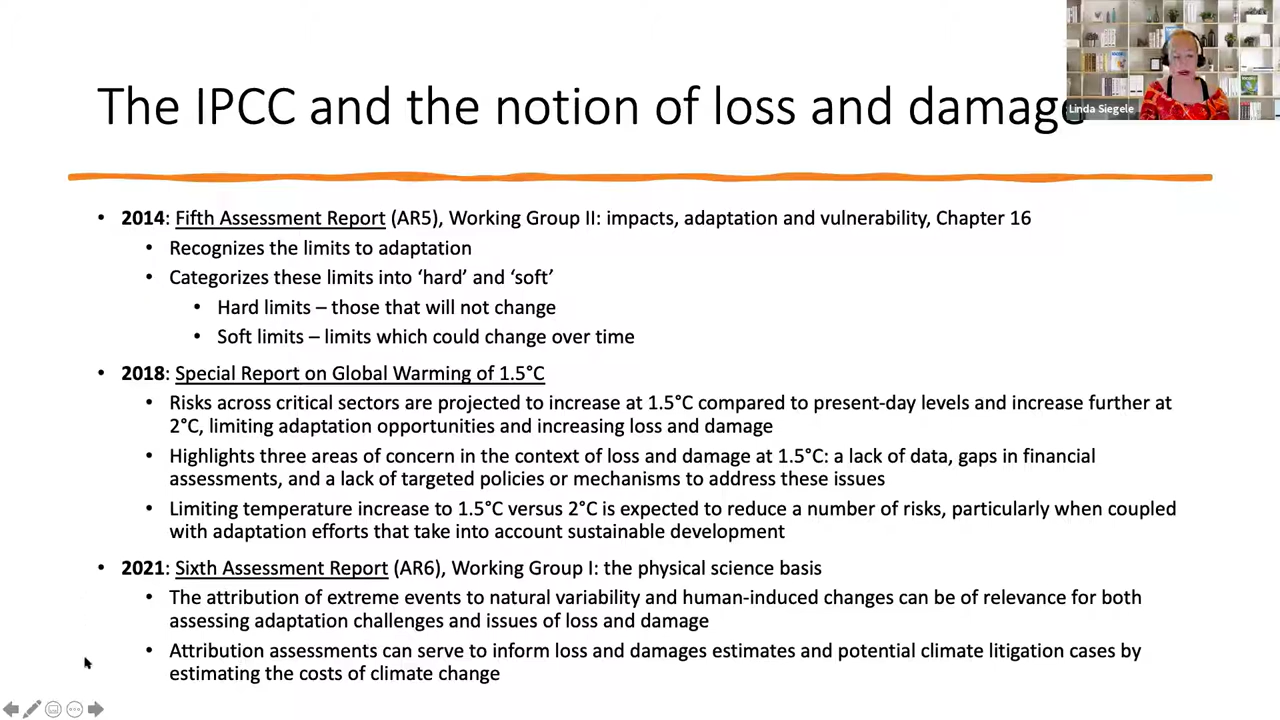 The IPCC and the notion of loss and damage
Linda Siegele
• 2014: Fifth Assessment Report (AR5), Working Group II: impacts, adaptation and vulnerability, Chapter 16
• Recognizes the limits to adaptation
• Categorizes these limits into ‘hard’ and ‘soft’
• Hard limits – those that will not change
• Soft limits – limits which could change over time
• 2018: Special Report on Global Warming of 1.5°C
• Risks across critical sectors are projected to increase at 1.5°C compared to present-day levels and increase further at
2°C, limiting adaptation opportunities and increasing loss and damage
• Highlights three areas of concern in the context of loss and damage at 1.5°C: a lack of data, gaps in financial
assessments, and a lack of targeted policies or mechanisms to address these issues
• Limiting temperature increase to 1.5°C versus 2°C is expected to reduce a number of risks, particularly when coupled
with adaptation efforts that take into account sustainable development
• 2021: Sixth Assessment Report (AR6), Working Group I: the physical science basis
• The attribution of extreme events to natural variability and human-induced changes can be of relevance for both
assessing adaptation challenges and issues of loss and damage
• Attribution assessments can serve to inform loss and damages estimates and potential climate litigation cases by
estimating the costs of climate change